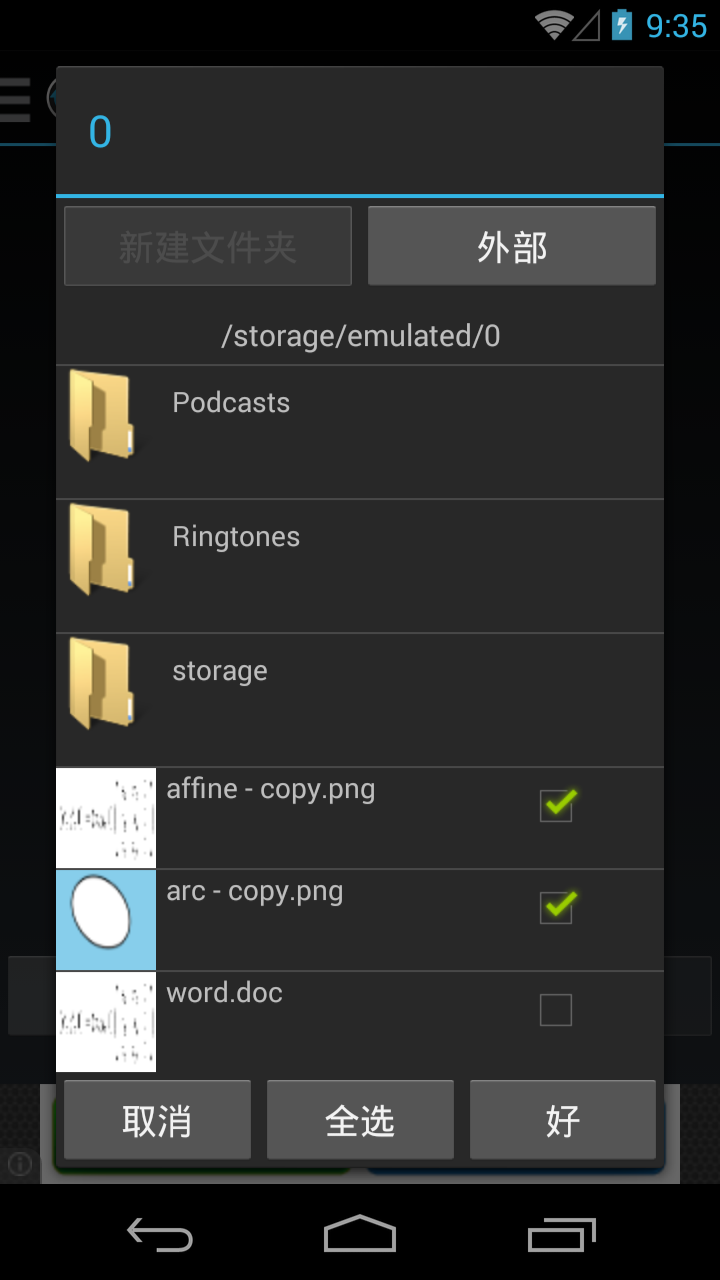 9:35
0
新建文件夹
外部
/storage/emulated/0
Podcasts
Ringtones
storage
affine - copy.png
arc - copy.png
word.doc
取消
全选
好